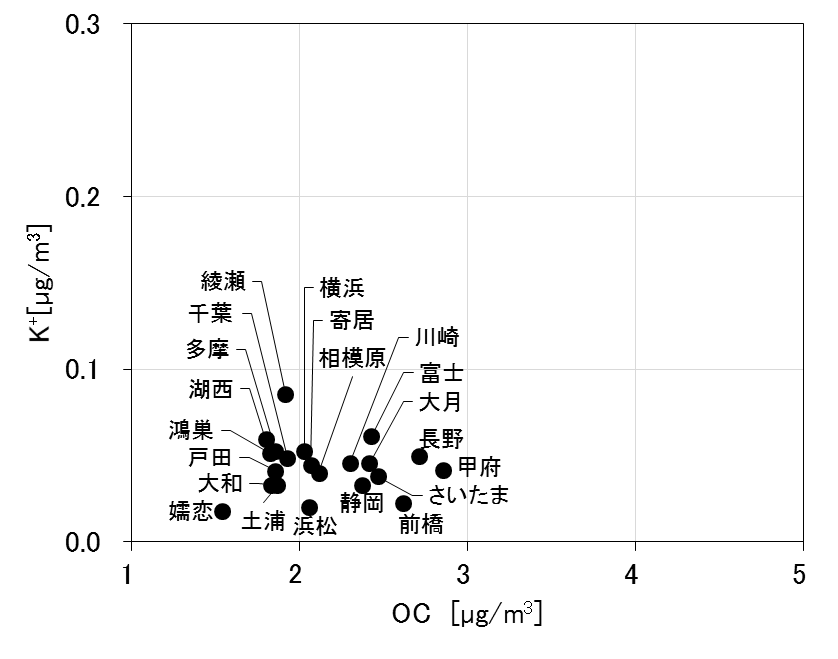 0.3
0.2
0.1
0.0
K+[μg/m3]
綾瀬
千葉
多摩
湖西
鴻巣
戸田
大和
嬬恋
土浦
浜松
横浜
寄居
相模原
川崎
富士
大月
長野
甲府
さいたま
静岡
前橋
1 2 3 4 5
OC [μg/m3]